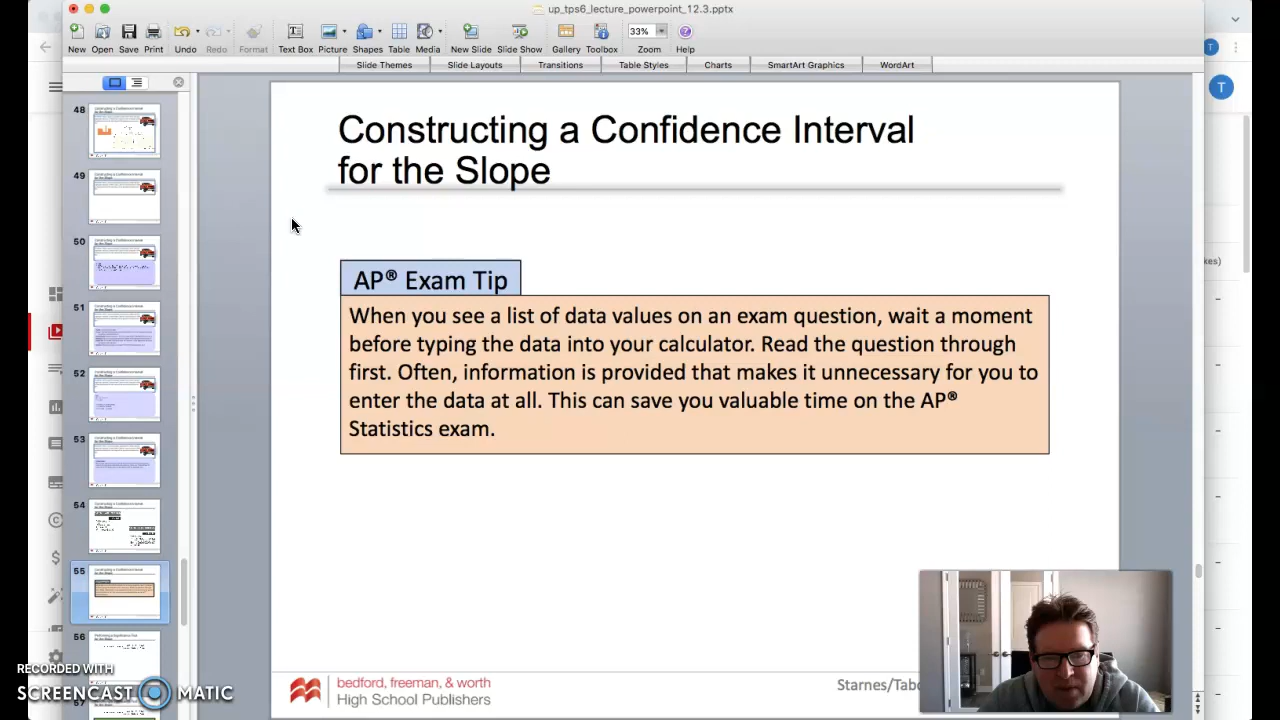 up_tps6_lecture_powerpoint_12.3.pptx
33%
New Open Save Print Undo Redo Format Text Box Picture Shapes Table Media New Slide Slide Show Gallery Toolbox Zoom Help
Slide Themes Slide Layouts Transitions Table Styles Charts SmartArt Graphics WordArt
T
T
48
49
50
51
52
53
54
55
56
57
Constructing a Confidence Interval
for the Slope
AP® Exam Tip
When you see a list of data values on an exam question, wait a moment
before typing the data into your calculator. Read the question through
first. Often, information is provided that makes it unnecessary for you to
enter the data at all. This can save you valuable time on the AP®
Statistics exam.
bedford, freeman, & worth
High School Publishers
RECORDED WITH
SCREENCAST MATIC